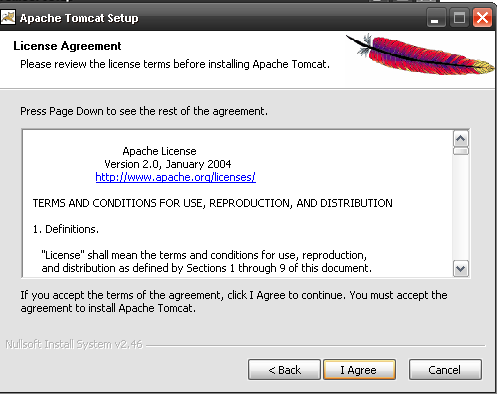 Apache Tomcat Setup
License Agreement
Please review the license terms before installing Apache Tomcat.
Press Page Down to see the rest of the agreement.
Apache License
Version 2.0, January 2004
http://www.apache.org/licenses/
TERMS AND CONDITIONS FOR USE, REPRODUCTION, AND DISTRIBUTION
1. Definitions.
"License" shall mean the terms and conditions for use, reproduction,
and distribution as defined by Sections 1 through 9 of this document.
If you accept the terms of the agreement, click I Agree to continue. You must accept the
agreement to install Apache Tomcat.
Nullsoft Install System v2.46
< Back I Agree Cancel